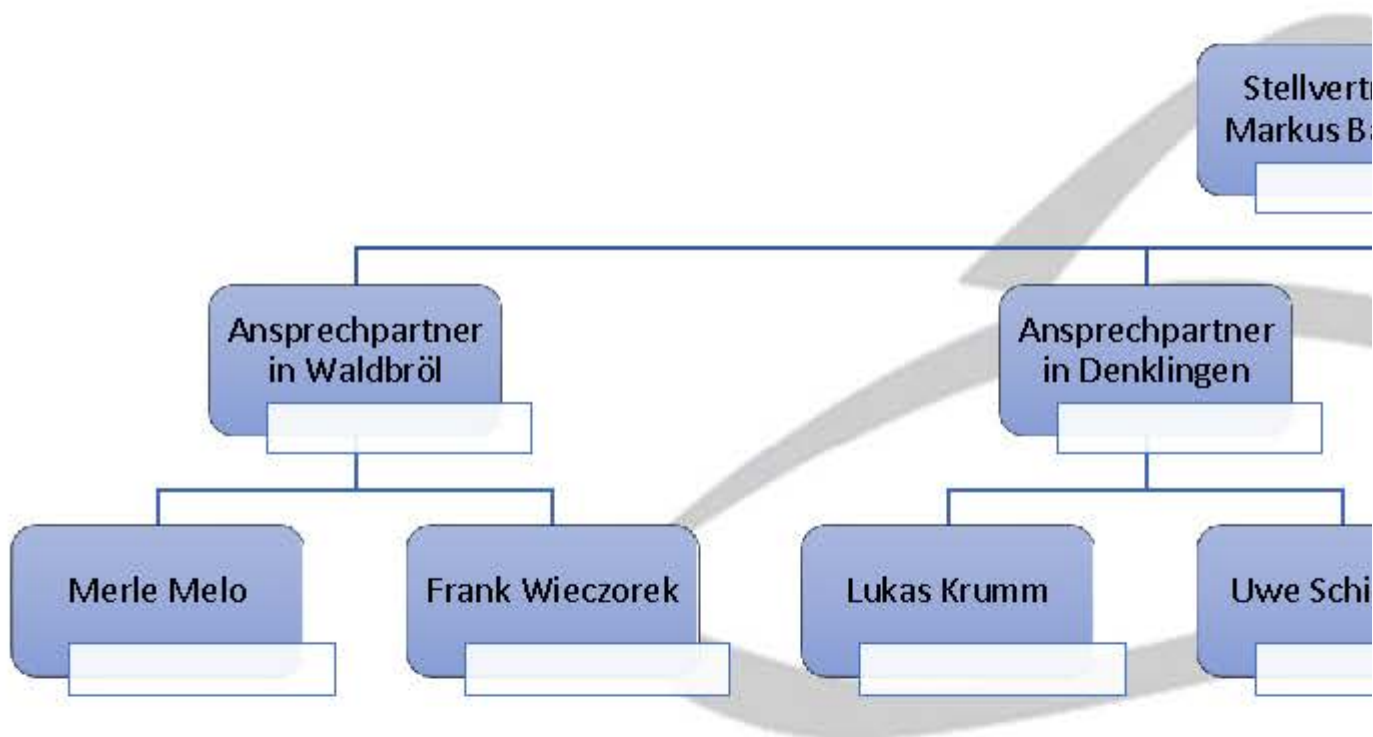 Markus
Ansprechpartner
in Waldbröl
Ansprechpartner
in Denklingen
Merle Melo
Frank Wieczorek
Lukas Krumm
Uwe